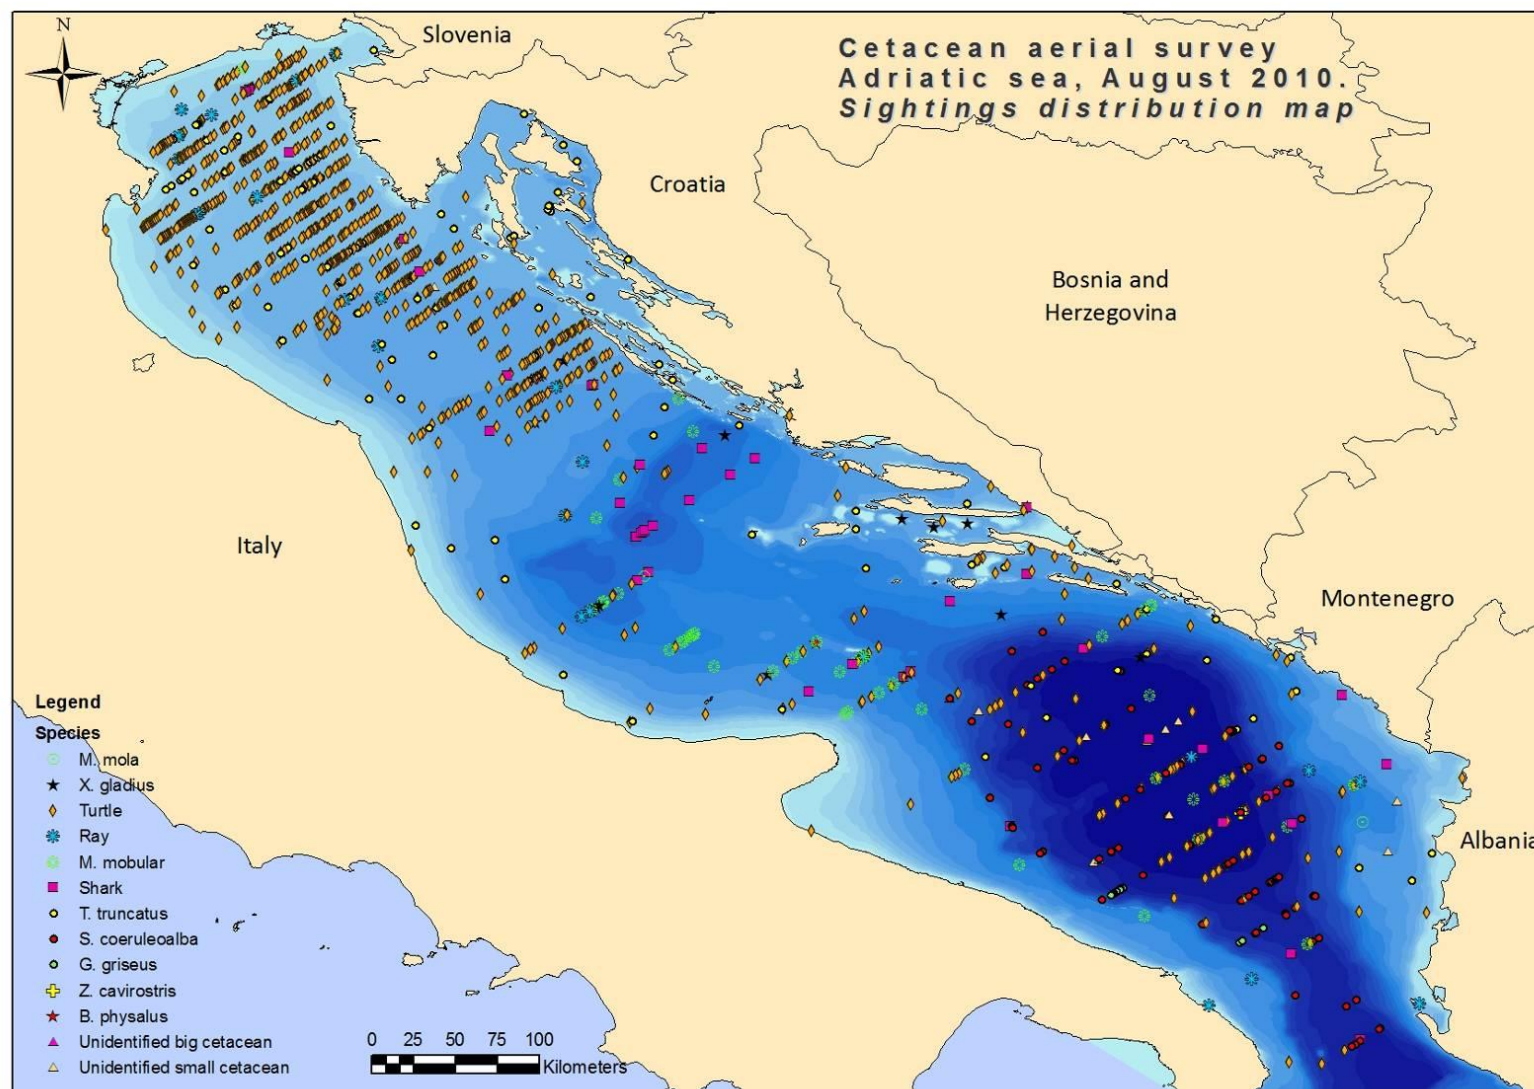 N
Slovenia
Cetacean aerial survey
Adriatic sea, August 2010.
Sightings distribution map
Croatia
Bosnia and
Herzegovina
Italy
Montenegro
Albania
Legend
Species
M. mola
X. gladius
Turtle
Ray
M. mobular
Shark
T. truncatus
S. coeruleoalba
G. griseus
Z. cavirostris
B. physalus
Unidentified big cetacean
Unidentified small cetacean
0 25 50 75 100
Kilometers